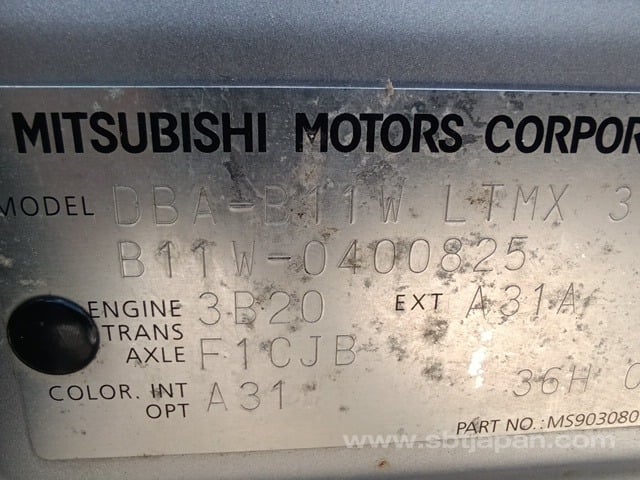 MITSUBISHI MOTORS CORPOR
MODEL DBA-B11W LTMX 3
B11W-0400825
ENGINE 3B20 EXT A31A
TRANS
AXLE F1CJB
COLOR. INT A31
OPT 36H
PART NO.:MS903080
www.sbtjapan.com